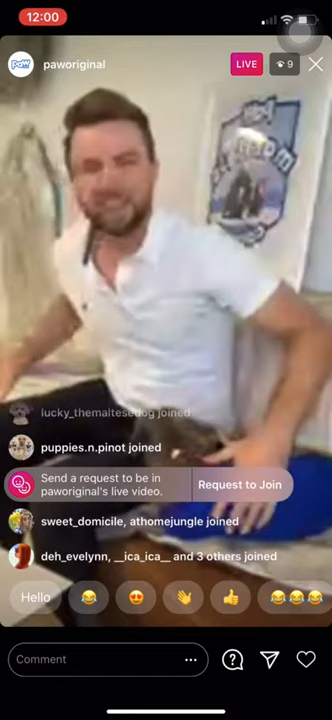 12:00
paworiginal
LIVE
9
lucky_themaltesedog joined
puppies.n.pinot joined
Send a request to be in
paworiginal's live video.
Request to Join
sweet_domicile, athomejungle joined
deh_evelynn, __ica_ica__ and 3 others joined
Hello
Comment